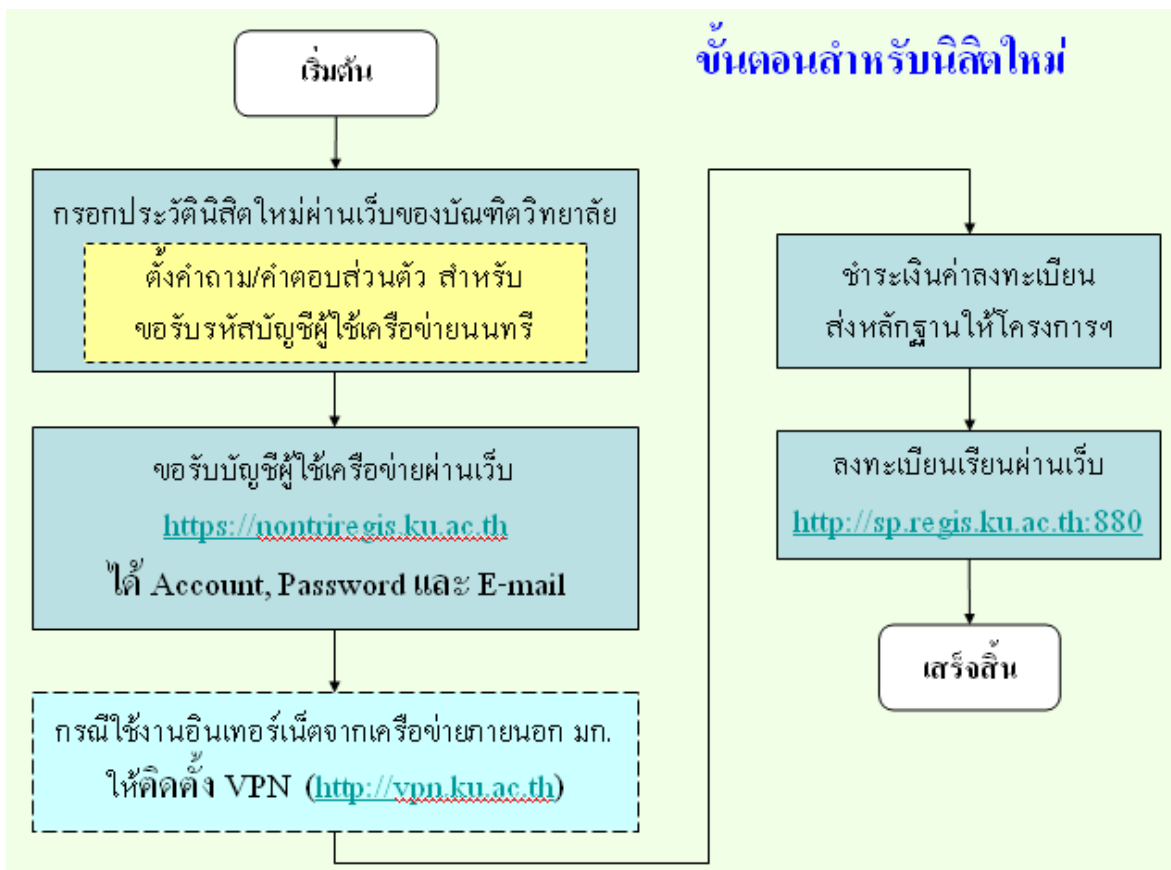 ขั้นตอนสำหรับนิสิตใหม่
เริ่มต้น
กรอกประวัตินิสิตใหม่ผ่านเว็บของบัณฑิตวิทยาลัย
ตั้งคำถาม/คำตอบส่วนตัว สำหรับ
ขอรับรหัสบัญชีผู้ใช้เครือข่ายนนทรี
ขอรับบัญชีผู้ใช้เครือข่ายผ่านเว็บ
https://nontriregis.ku.ac.th
ได้ Account, Password และ E-mail
กรณีใช้งานอินเทอร์เน็ตจากเครือข่ายภายนอก มก.
ให้ติดตั้ง VPN (http://vpn.ku.ac.th)
ชำระเงินค่าลงทะเบียน
ส่งหลักฐานให้โครงการฯ
ลงทะเบียนเรียนผ่านเว็บ
http://sp.regis.ku.ac.th:880
เสร็จสิ้น